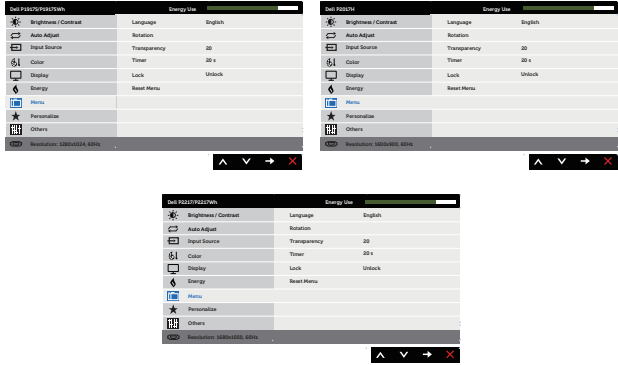 Dell P1917S/P1917SWh Energy Use
Brightness / Contrast Language English
Auto Adjust Rotation
Input Source Transparency 20
Color Timer 20 s
Display Lock Unlock
Energy Reset Menu
Menu
Personalize
Others
Resolution: 1280x1024, 60Hz
Dell P2017H Energy Use
Brightness / Contrast Language English
Auto Adjust Rotation
Input Source Transparency 20
Color Timer 20 s
Display Lock Unlock
Energy Reset Menu
Menu
Personalize
Others
Resolution: 1600x900, 60Hz
Dell P2217/P2217Wh Energy Use
Brightness / Contrast Language English
Auto Adjust Rotation
Input Source Transparency 20
Color Timer 20 s
Display Lock Unlock
Energy Reset Menu
Menu
Personalize
Others
Resolution: 1680x1050, 60Hz